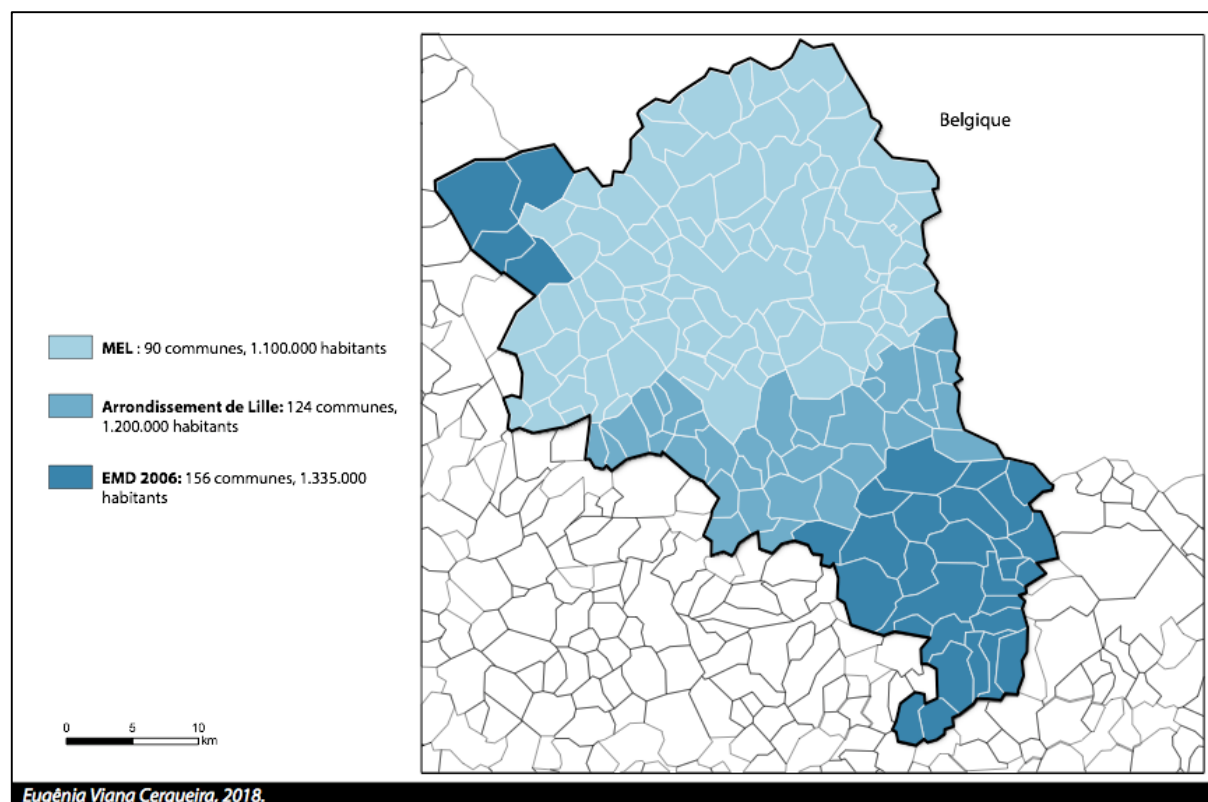 Belgique
MEL : 90 communes, 1.100.000 habitants
Arrondissement de Lille: 124 communes,
1.200.000 habitants
EMD 2006: 156 communes, 1.335.000
habitants
0 5 10
km
Eugênia Viana Cerqueira, 2018.